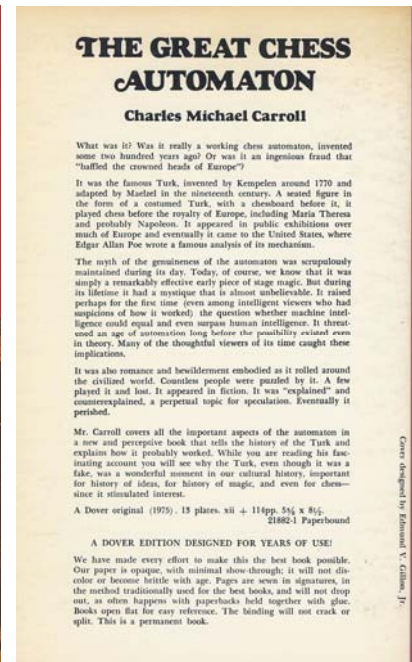 THE GREAT CHESS
AUTOMATON
Charles Michael Carroll
What was it? Was it really a working chess automaton, invented
some two hundred years ago? Or was it an ingenious fraud that
"baffled the crowned heads of Europe"?
It was the famous Turk, invented by Kempelen around 1770 and
adapted by Maelzel in the nineteenth century. A seated figure in
the form of a costumed Turk, with a chessboard before it, it
played chess before the royalty of Europe, including Maria Theresa
and probably Napoleon. It appeared in public exhibitions over
much of Europe and eventually it came to the United States, where
Edgar Allan Poe wrote a famous analysis of its mechanism.
The myth of the genuineness of the automaton was scrupulously
maintained during its day. Today, of course, we know that it was
simply a remarkably effective early piece of stage magic. But during
its lifetime it had a mystique that is almost unbelievable. It raised
perhaps for the first time (even among intelligent viewers who had
suspicions of how it worked) the question whether machine intel-
ligence could equal and even surpass human intelligence. It threat-
ened an age of automation long before the possibility existed even
in theory. Many of the thoughtful viewers of its time caught these
implications.
It was also romance and bewilderment embodied as it rolled around
the civilized world. Countless people were puzzled by it. A few
played it and lost. It appeared in fiction. It was "explained" and
counterexplained, a perpetual topic for speculation. Eventually it
perished.
Mr. Carroll covers all the important aspects of the automaton in
a new and perceptive book that tells the history of the Turk and
explains how it probably worked. While you are reading his fasc-
inating account you will see why the Turk, even though it was a
fake, was a wonderful moment in our cultural history, important
for history of ideas, for history of magic, and even for chess—
since it stimulated interest.
A Dover original (1975). 13 plates. xii + 114pp. 5⅜ x 8½.
21882-1 Paperbound
A DOVER EDITION DESIGNED FOR YEARS OF USE!
We have made every effort to make this the best book possible.
Our paper is opaque, with minimal show-through; it will not dis-
color or become brittle with age. Pages are sewn in signatures, in
the method traditionally used for the best books, and will not drop
out, as often happens with paperbacks held together with glue.
Books open flat for easy reference. The binding will not crack or
split. This is a permanent book.
Cover designed by Edmund V. Gillon, Jr.